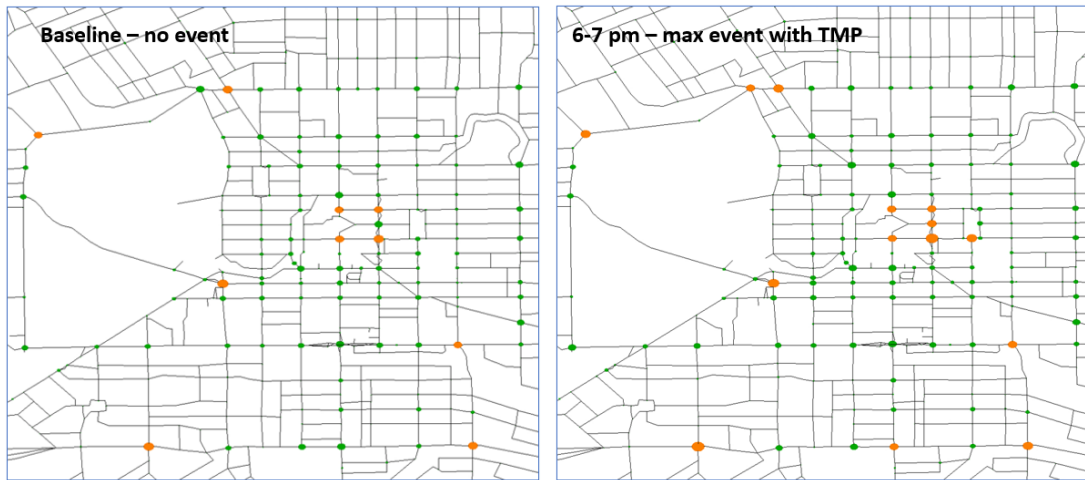 Baseline – no event
6-7 pm – max event with TMP